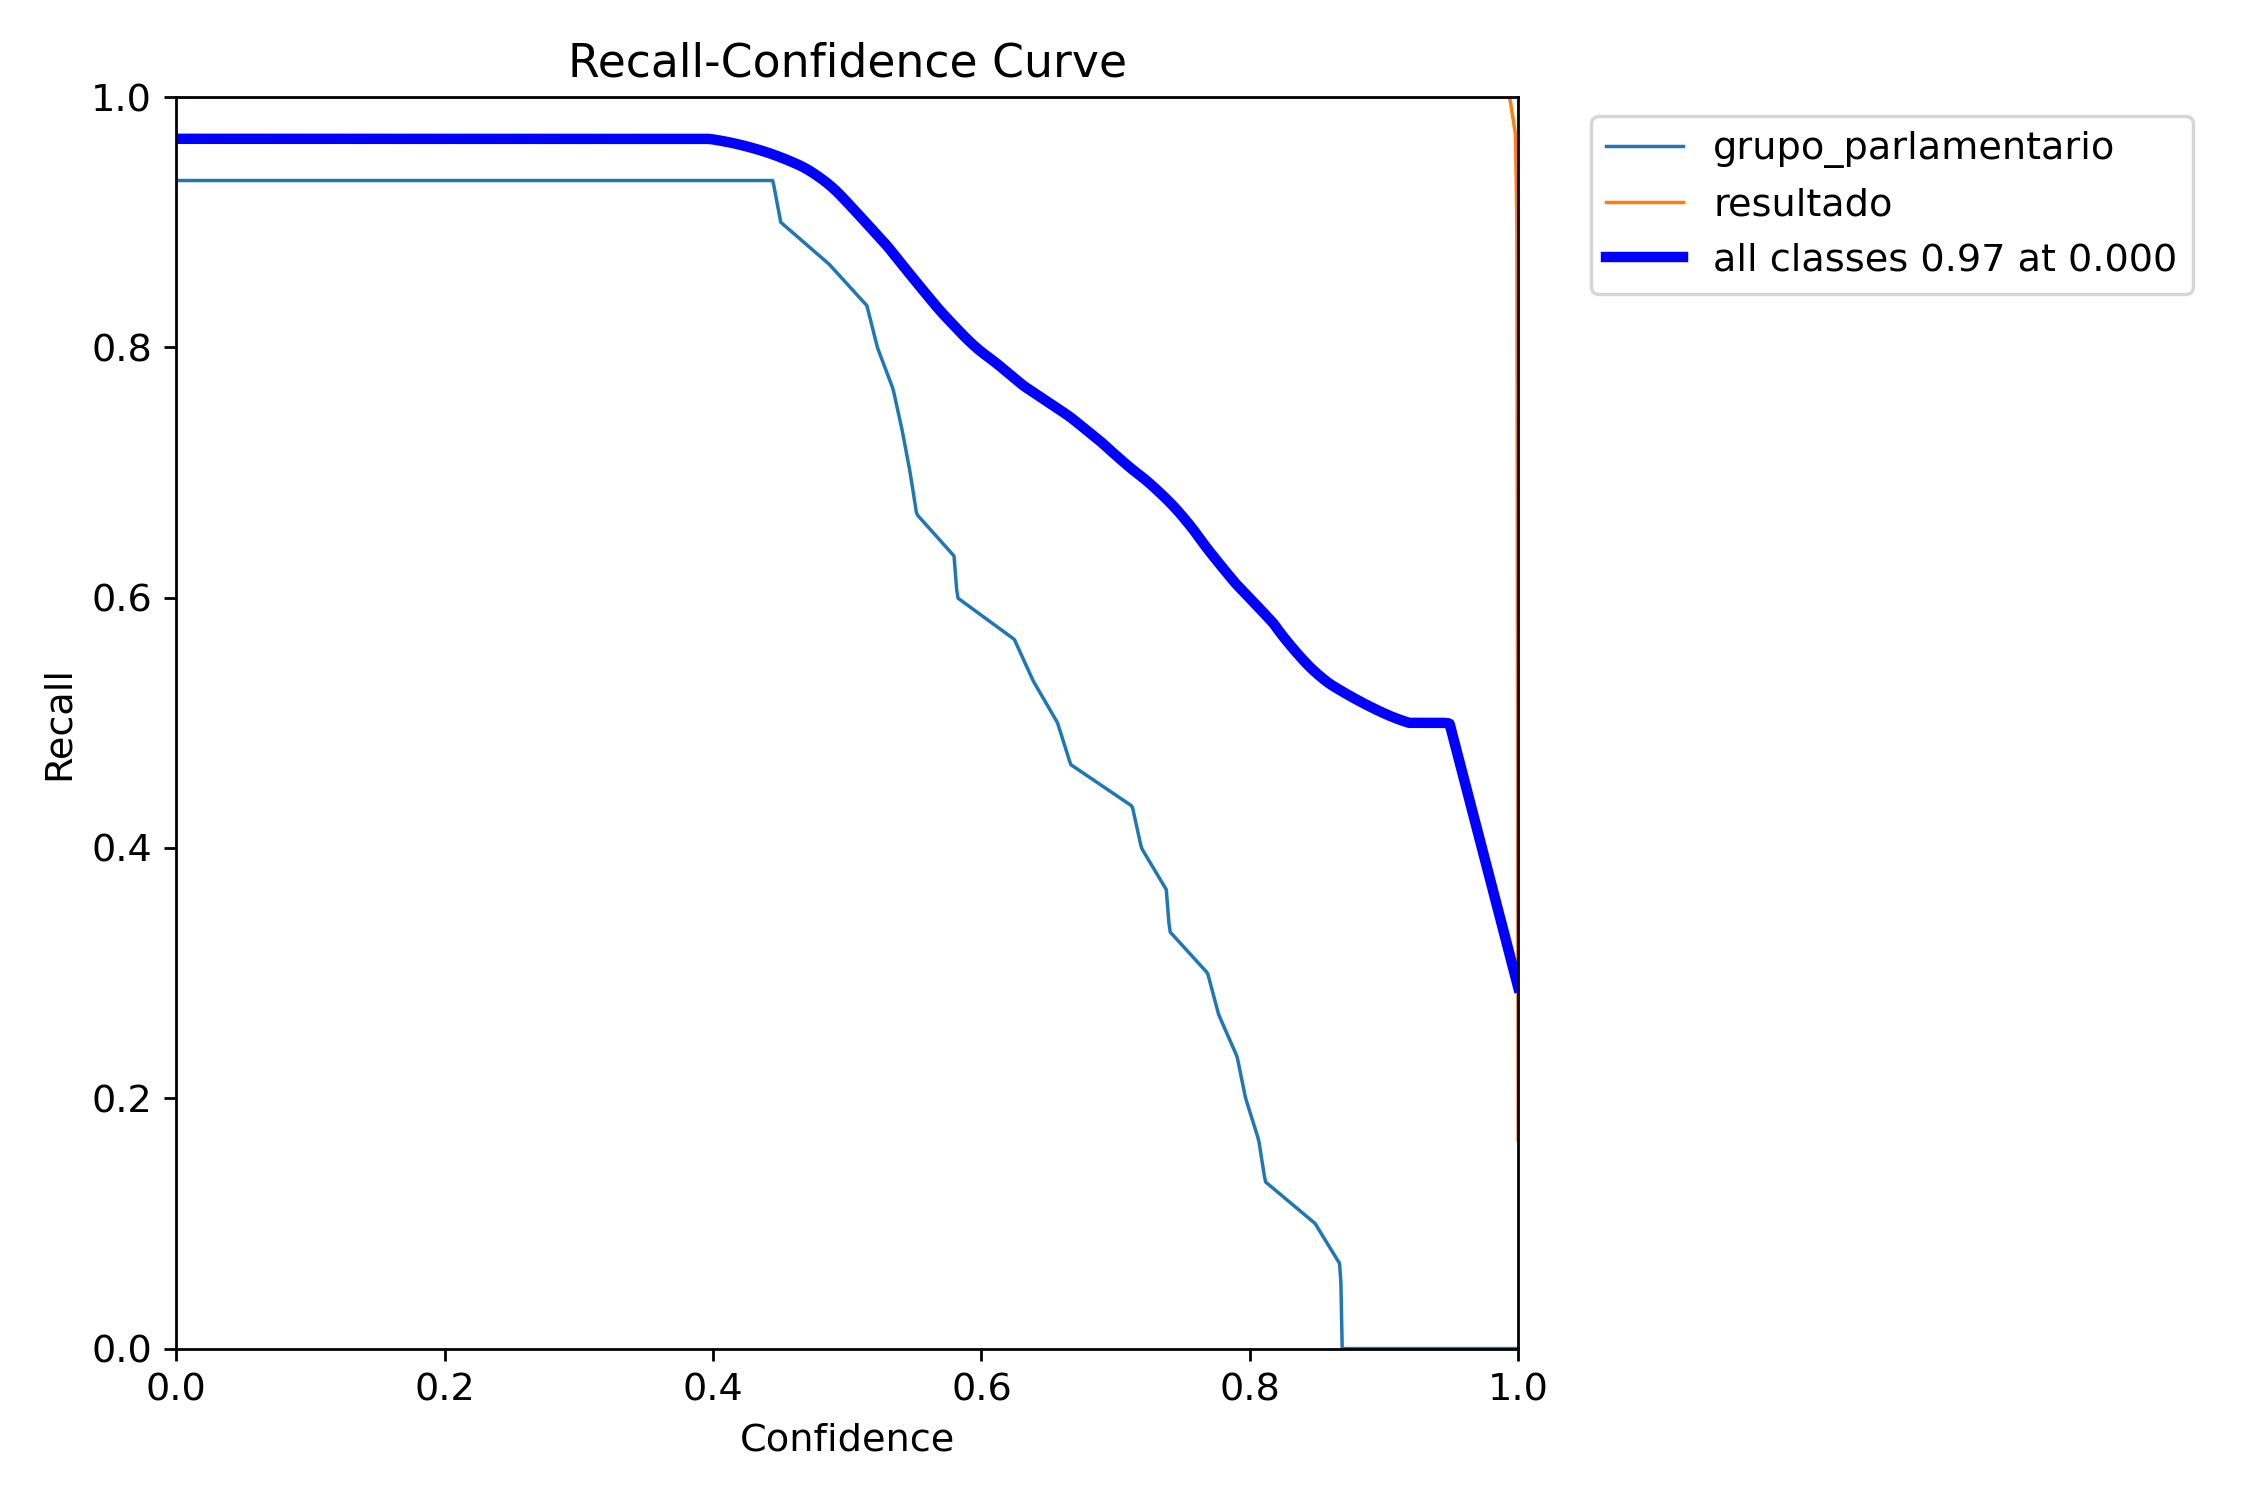 Recall-Confidence Curve
1.0
0.8
0.6
0.4
0.2
0.0
Recall
0.0 0.2 0.4 0.6 0.8 1.0
Confidence
grupo_parlamentario
resultado
all classes 0.97 at 0.000